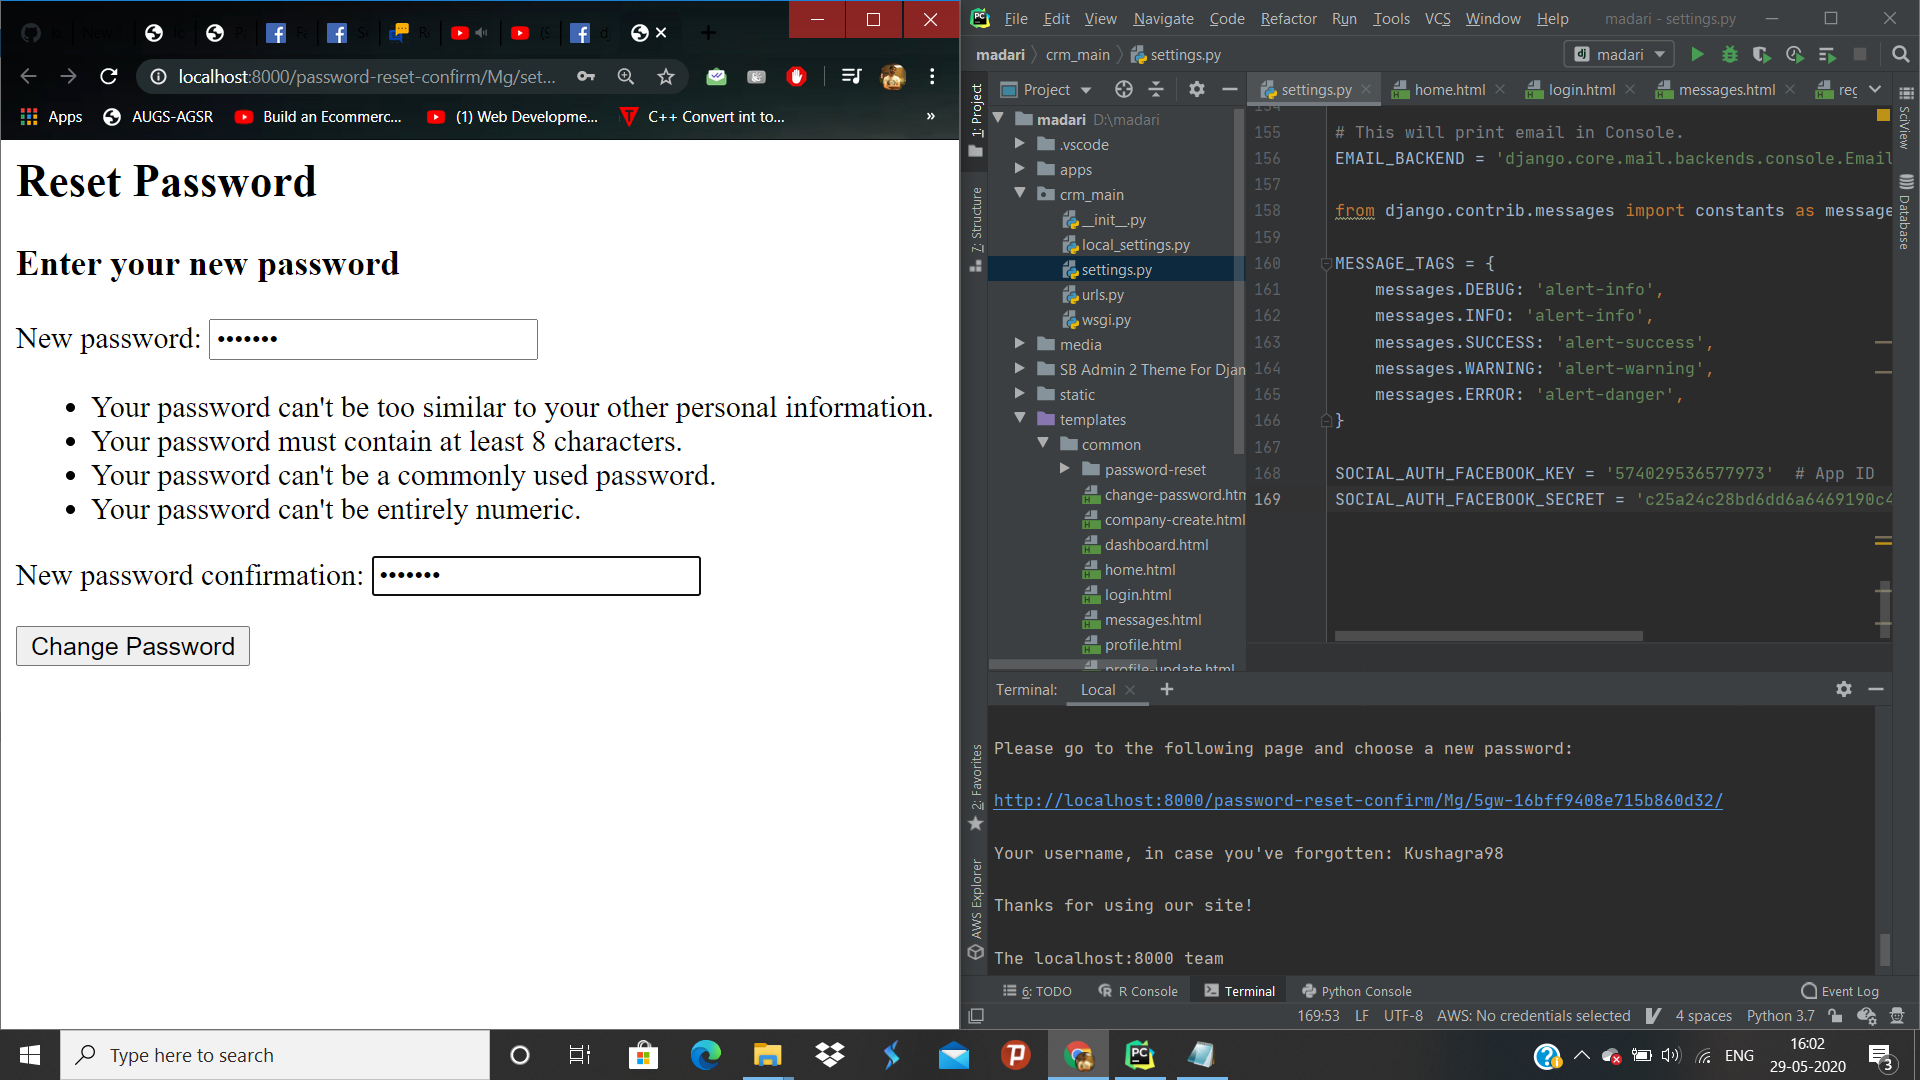 localhost:8000/password-reset-confirm/Mg/set...
Apps
AUGS-AGSR
Build an Ecommerc...
(1) Web Developme...
C++ Convert int to...
»
Reset Password
Enter your new password
New password: •••••••
Your password can't be too similar to your other personal information.
Your password must contain at least 8 characters.
Your password can't be a commonly used password.
Your password can't be entirely numeric.
New password confirmation: •••••••
Change Password
File Edit View Navigate Code Refactor Run Tools VCS Window Help madari - settings.py
madari crm_main settings.py
madari
1: Project
7: Structure
2: Favorites
AWS Explorer
Project
madari D:\madari
.vscode
apps
crm_main
__init__.py
local_settings.py
settings.py
urls.py
wsgi.py
media
SB Admin 2 Theme For Djan
static
templates
common
password-reset
change-password.htm
company-create.html
dashboard.html
home.html
login.html
messages.html
profile.html
profile-update.html
settings.py home.html login.html messages.html reg
154
155 # This will print email in Console.
156 EMAIL_BACKEND = 'django.core.mail.backends.console.Email
157
158 from django.contrib.messages import constants as message
159
160 MESSAGE_TAGS = {
161 messages.DEBUG: 'alert-info',
162 messages.INFO: 'alert-info',
163 messages.SUCCESS: 'alert-success',
164 messages.WARNING: 'alert-warning',
165 messages.ERROR: 'alert-danger',
166 }
167
168 SOCIAL_AUTH_FACEBOOK_KEY = '574029536577973' # App ID
169 SOCIAL_AUTH_FACEBOOK_SECRET = 'c25a24c28bd6dd6a6469190c4
SciView
Database
Terminal: Local
Please go to the following page and choose a new password:
http://localhost:8000/password-reset-confirm/Mg/5gw-16bff9408e715b860d32/
Your username, in case you've forgotten: Kushagra98
Thanks for using our site!
The localhost:8000 team
6: TODO R Console Terminal Python Console Event Log
169:53 LF UTF-8 AWS: No credentials selected 4 spaces Python 3.7
Type here to search
ENG
16:02
29-05-2020
3